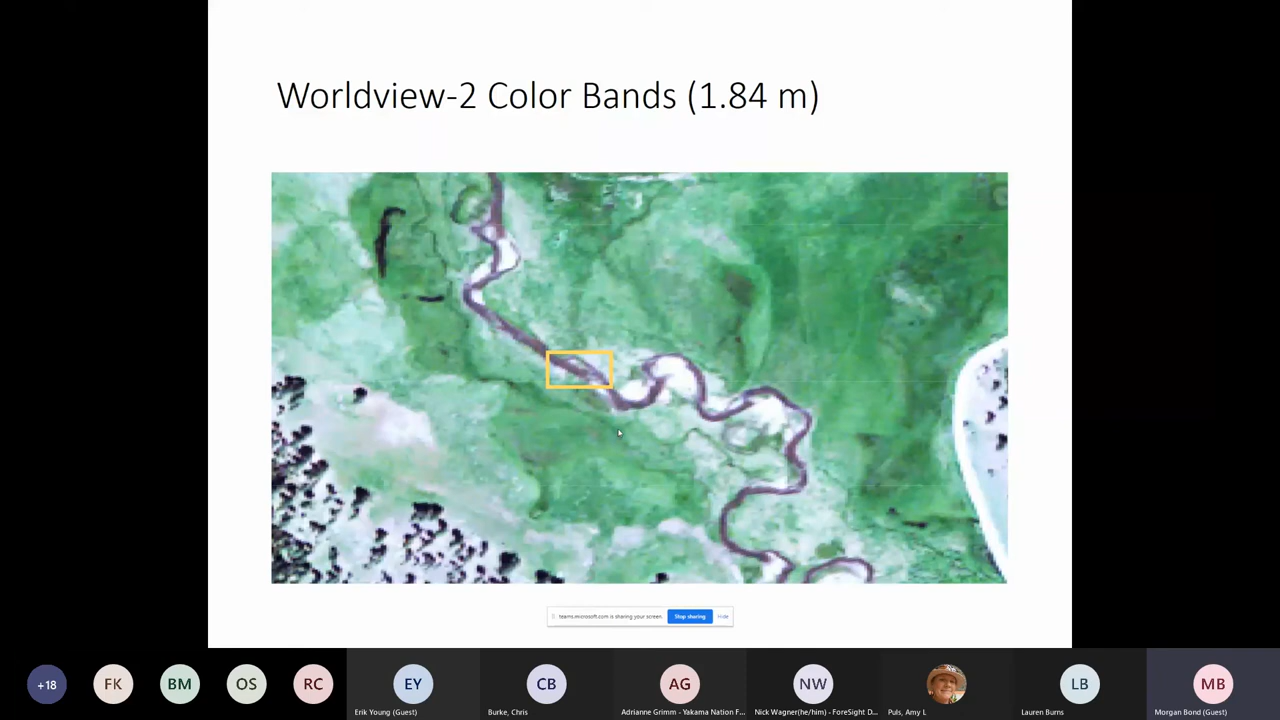 Worldview-2 Color Bands (1.84 m)
teams.microsoft.com is sharing your screen.
Stop sharing
Hide
+18
FK
BM
OS
RC
EY
CB
AG
NW
LB
MB
Erik Young (Guest)
Burke, Chris
Adrianne Grimm - Yakama Nation F...
Nick Wagner(he/him) - ForeSight D...
Puls, Amy L
Lauren Burns
Morgan Bond (Guest)